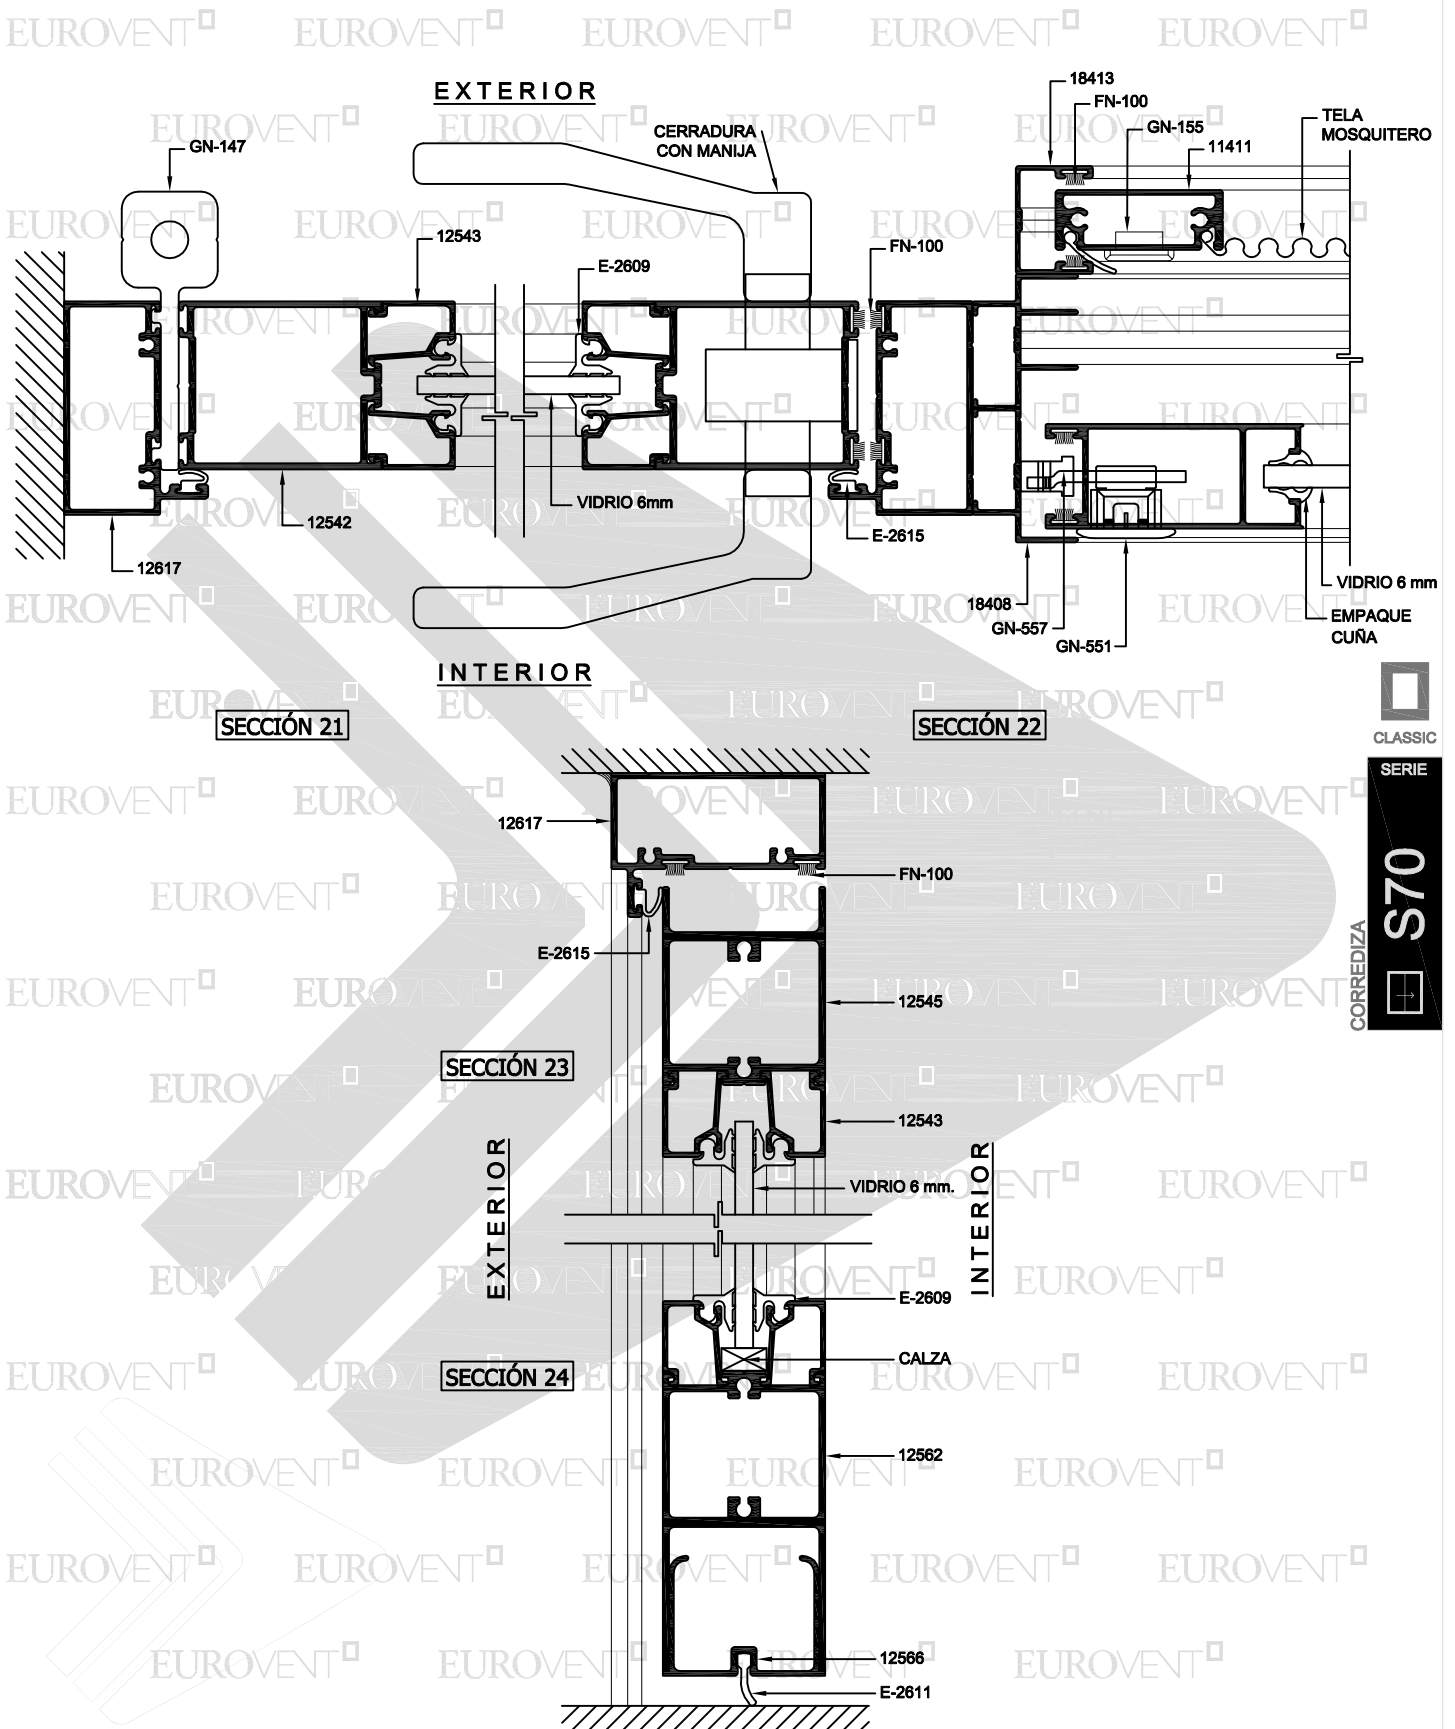 EXTERIOR
18413
FN-100
GN-155
11411
TELA
MOSQUITERO
CERRADURA
CON MANIJA
GN-147
12543
E-2609
FN-100
VIDRIO 6mm
12542
12617
E-2615
18408
GN-557
GN-551
VIDRIO 6 mm
EMPAQUE
CUÑA
INTERIOR
SECCIÓN 21
SECCIÓN 22
CLASSIC
SERIE
S70
CORREDIZA
12617
FN-100
E-2615
12545
SECCIÓN 23
12543
EXTERIOR
INTERIOR
VIDRIO 6 mm.
E-2609
CALZA
SECCIÓN 24
12562
12566
E-2611
EUROVENT